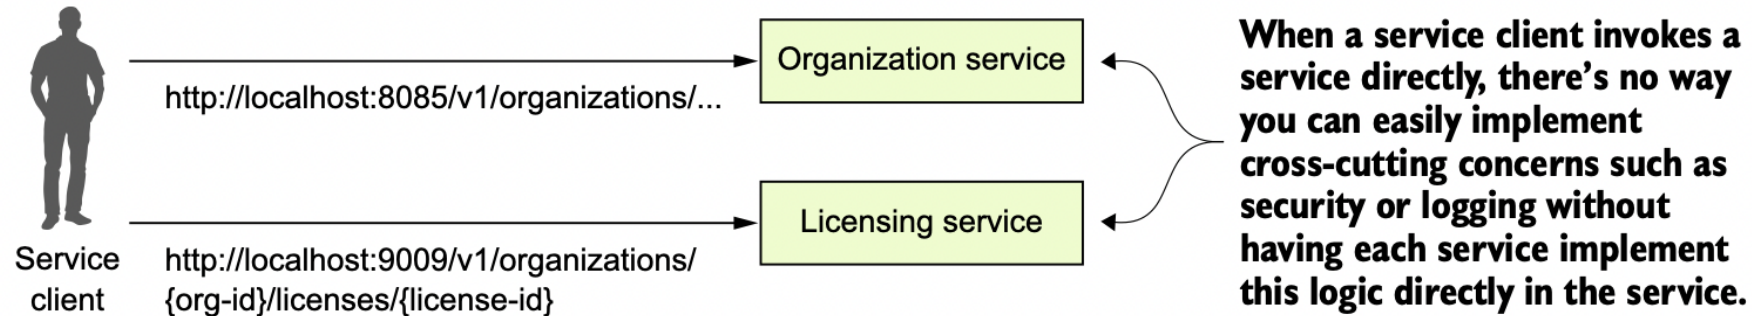 Organization service
http://localhost:8085/v1/organizations/...
Licensing service
Service
client
http://localhost:9009/v1/organizations/
{org-id}/licenses/{license-id}
When a service client invokes a
service directly, there’s no way
you can easily implement
cross-cutting concerns such as
security or logging without
having each service implement
this logic directly in the service.